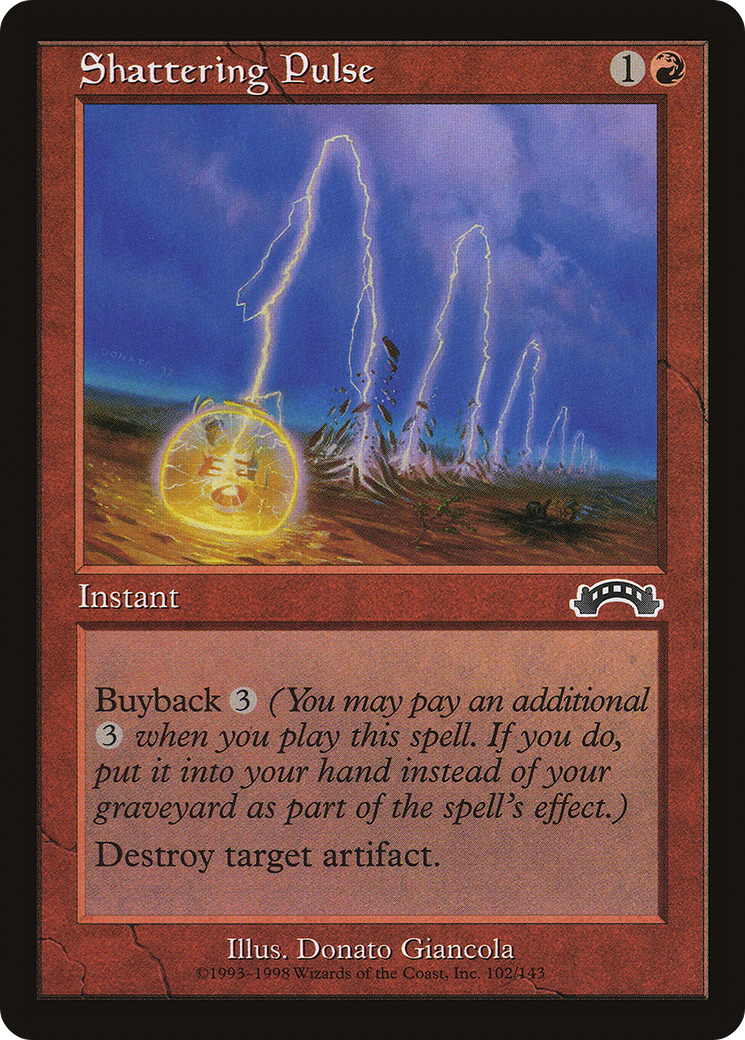 Shattering Pulse 1
DONATO 97
Instant
Buyback 3 (You may pay an additional
3 when you play this spell. If you do,
put it into your hand instead of your
graveyard as part of the spell's effect.)
Destroy target artifact.
Illus. Donato Giancola
©1993–1998 Wizards of the Coast, Inc. 102/143